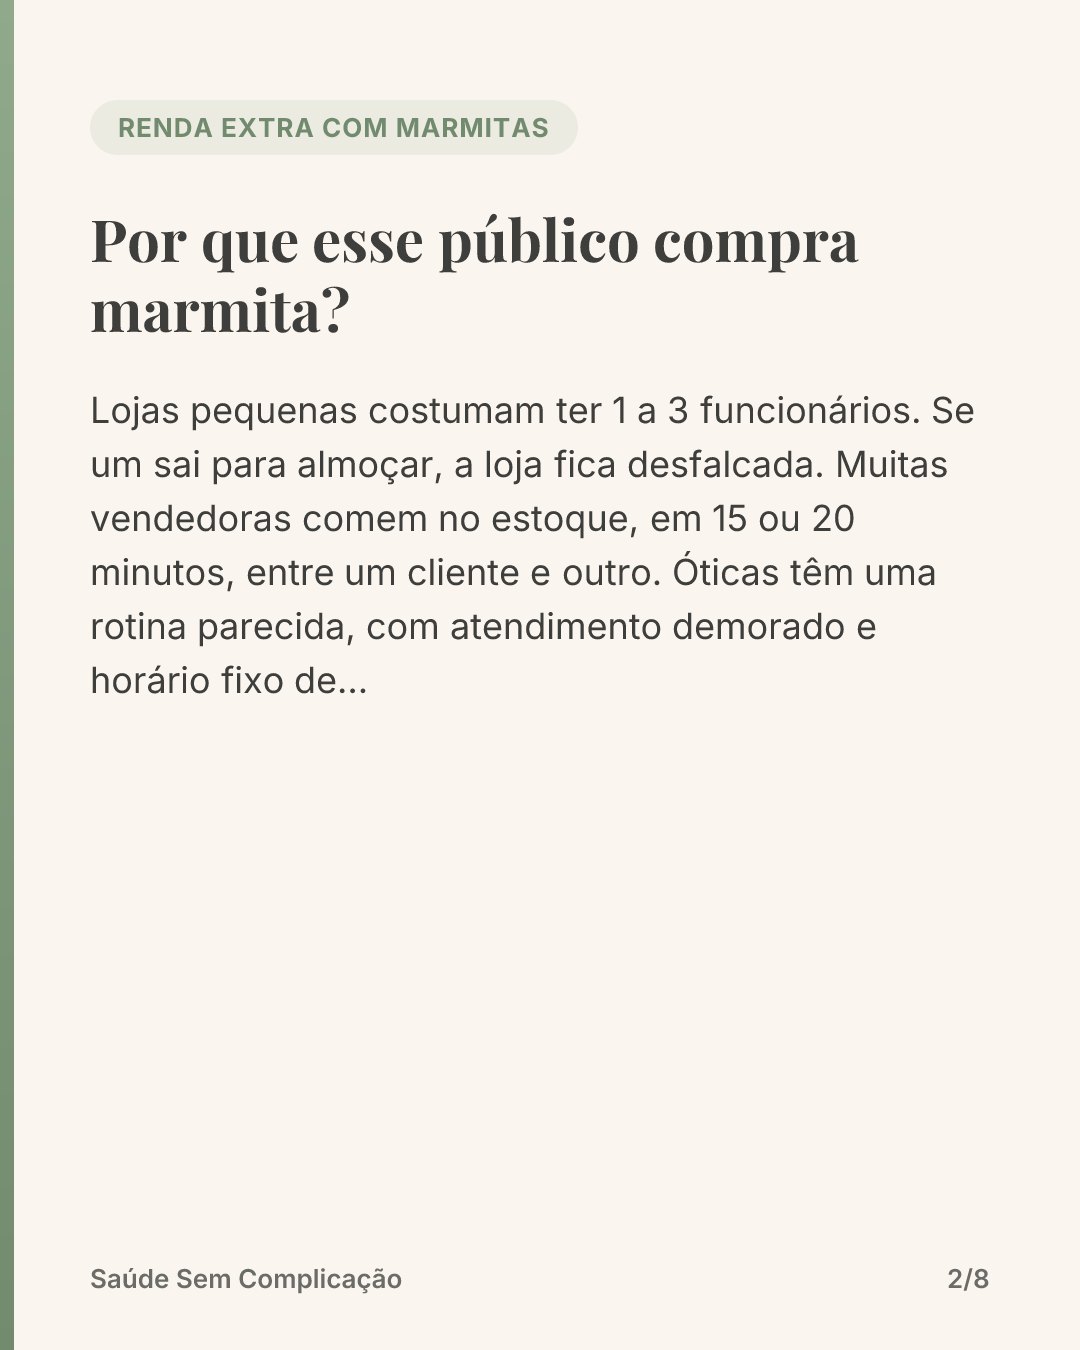 RENDA EXTRA COM MARMITAS
Por que esse público compra
marmita?
Lojas pequenas costumam ter 1 a 3 funcionários. Se
um sai para almoçar, a loja fica desfalcada. Muitas
vendedoras comem no estoque, em 15 ou 20
minutos, entre um cliente e outro. Óticas têm uma
rotina parecida, com atendimento demorado e
horário fixo de...
Saúde Sem Complicação
2/8